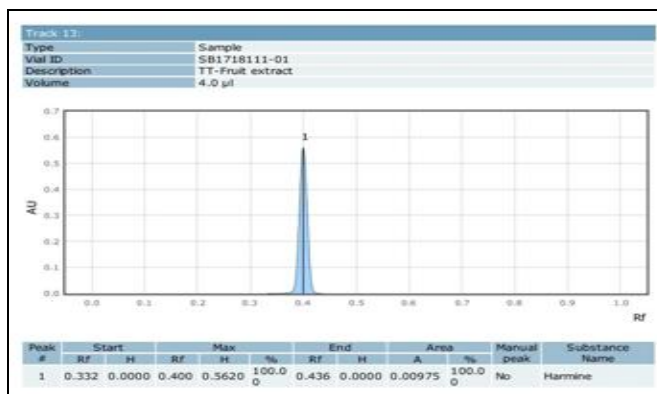 Track 13:
Type Sample
Vial ID SB1718111-01
Description TT-Fruit extract
Volume 4.0 µl
0.7
0.6
0.5
0.4
0.3
0.2
0.1
0.0
AU
1
0.0 0.1 0.2 0.3 0.4 0.5 0.6 0.7 0.8 0.9 1.0
Rf
Peak Start Max End Area Manual Substance
# Rf H Rf H % Rf H A % peak Name
1 0.332 0.0000 0.400 0.5620 100.0 0.436 0.0000 0.00975 100.0 No Harmine
0 0